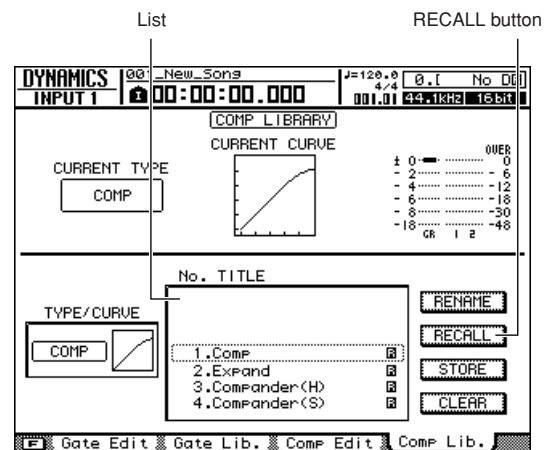 List RECALL button
DYNAMICS 001_New_Song J=120.0 0.[ No D
INPUT 1 00:00:00.000 4/4 001.01 44.1kHz 16bit
COMP LIBRARY
CURRENT CURVE
CURRENT TYPE
COMP
OVER
± 0 0
- 2 - 6
- 4 -12
- 6 -18
- 8 -30
-18 -48
GR 1 2
No. TITLE
TYPE/CURVE
COMP
RENAME
RECALL
1.Comp R
2.Expand R
STORE
3.Compander(H) R
4.Compander(S) R
CLEAR
F Gate Edit Gate Lib. Comp Edit Comp Lib.